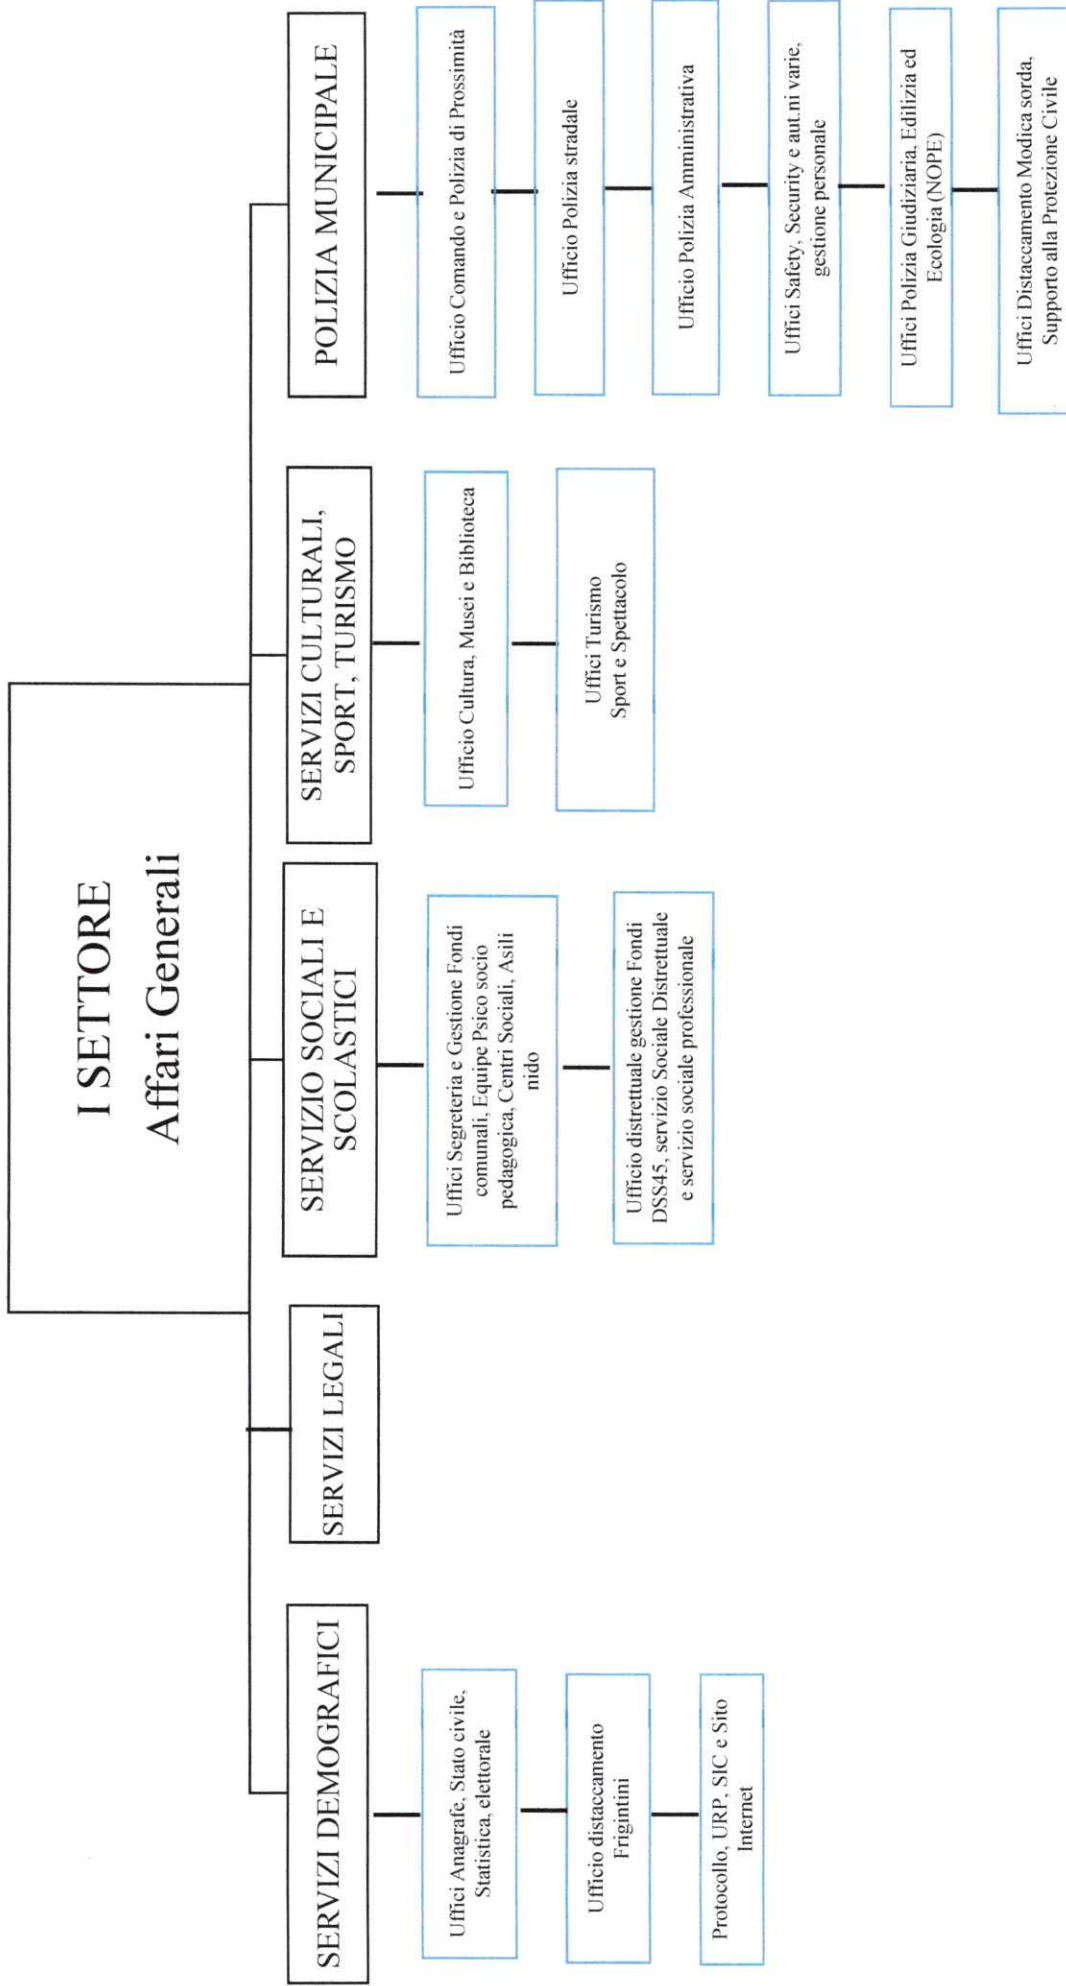 I SETTORE
Affari Generali
SERVIZI DEMOGRAFICI
Uffici Anagrafe, Stato civile,
Statistica, elettorale
Ufficio distaccamento
Frigintini
Protocollo, URP, SIC e Sito
Internet
SERVIZI LEGALI
SERVIZIO SOCIALI E
SCOLASTICI
Uffici Segreteria e Gestione Fondi
comunali, Equipe Psico socio
pedagogica, Centri Sociali, Asili
nido
Ufficio distrettuale gestione Fondi
DSS45, servizio Sociale Distrettuale
e servizio sociale professionale
SERVIZI CULTURALI,
SPORT, TURISMO
Ufficio Cultura, Musei e Biblioteca
Uffici Turismo
Sport e Spettacolo
POLIZIA MUNICIPALE
Ufficio Comando e Polizia di Prossimità
Ufficio Polizia stradale
Ufficio Polizia Amministrativa
Uffici Safety, Security e aut.ni varie,
gestione personale
Uffici Polizia Giudiziaria, Edilizia ed
Ecologia (NOPE)
Uffici Distaccamento Modica sorda,
Supporto alla Protezione Civile